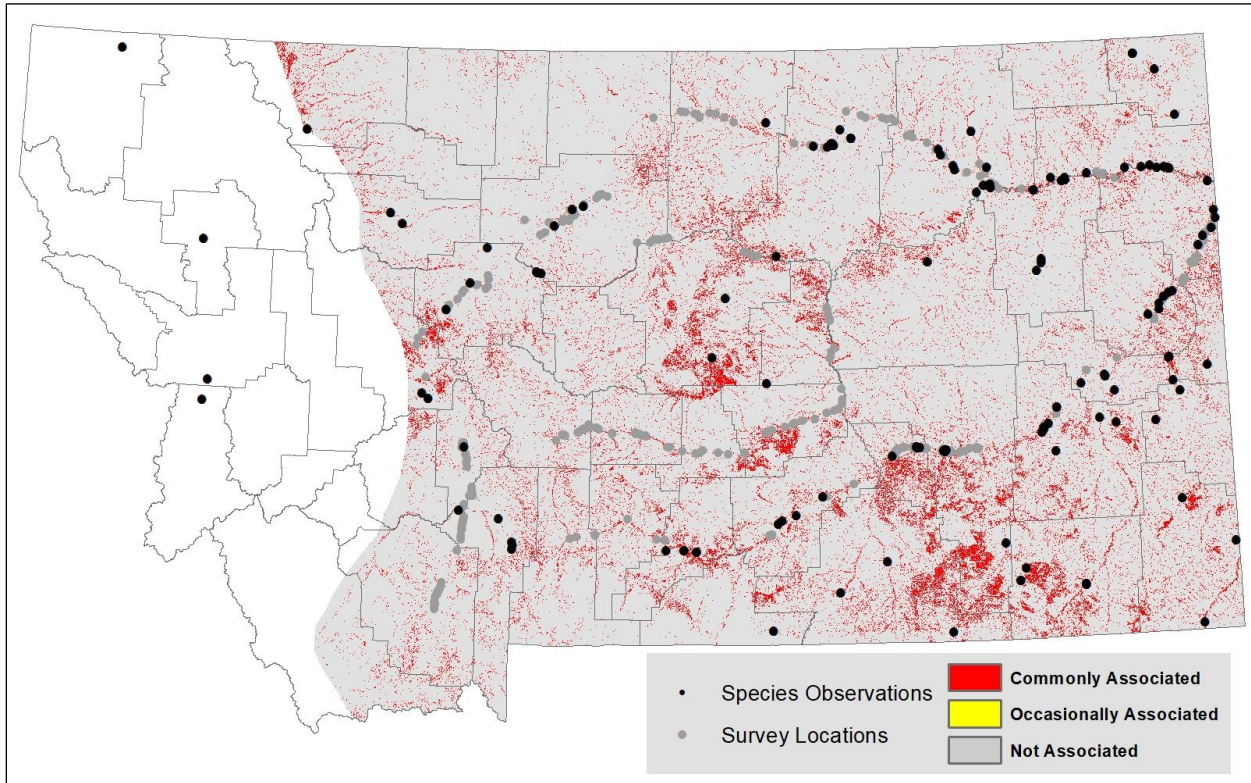 Species Observations
Survey Locations
Commonly Associated
Occasionally Associated
Not Associated